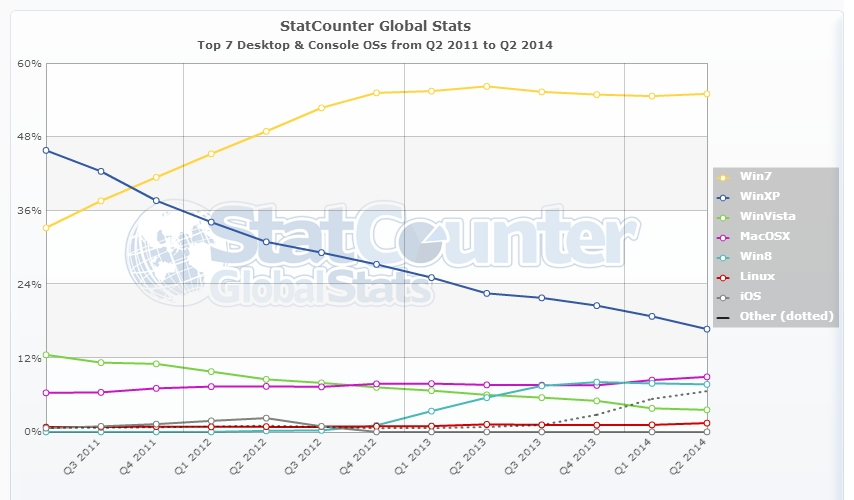 StatCounter Global Stats
Top 7 Desktop & Console OSs from Q2 2011 to Q2 2014
60%
48%
36%
24%
12%
0%
StatCounter
GlobalStats
Win7
WinXP
WinVista
MacOSX
Win8
Linux
iOS
Other (dotted)
Q3 2011
Q4 2011
Q1 2012
Q2 2012
Q3 2012
Q4 2012
Q1 2013
Q2 2013
Q3 2013
Q4 2013
Q1 2014
Q2 2014